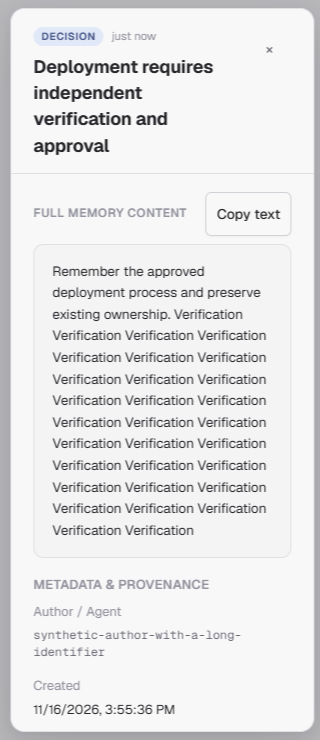 DECISION just now
×
Deployment requires
independent
verification and
approval
FULL MEMORY CONTENT
Copy text
Remember the approved
deployment process and preserve
existing ownership. Verification
Verification Verification Verification
Verification Verification Verification
Verification Verification Verification
Verification Verification Verification
Verification Verification Verification
Verification Verification Verification
Verification Verification Verification
Verification Verification Verification
Verification Verification Verification
Verification Verification
METADATA & PROVENANCE
Author / Agent
synthetic-author-with-a-long-
identifier
Created
11/16/2026, 3:55:36 PM